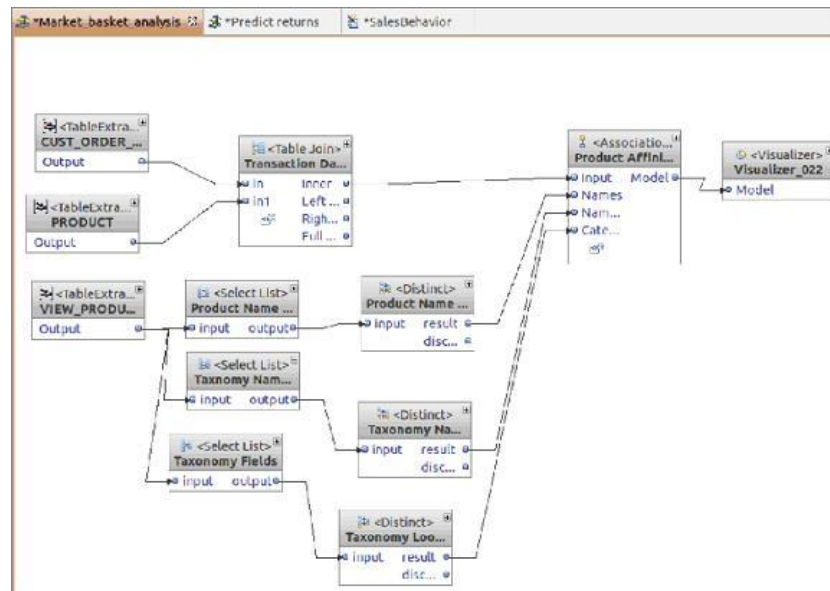 *Market_basket_analysis
*Predict returns
*SalesBehavior
<TableExtra...
CUST_ORDER_...
Output
<TableExtra...
PRODUCT
Output
<Table Join>
Transaction Da...
in Inner
in1 Left ...
Righ...
Full ...
<Associatio...
Product Affini...
Input Model
Names
Nam...
Cate...
<Visualizer>
Visualizer_022
Model
<TableExtra...
VIEW_PRODU...
Output
<Select List>
Product Name ...
input output
<Distinct>
Product Name ...
input result
disc...
<Select List>
Taxnomy Nam...
input output
<Distinct>
Taxonomy Na...
input result
disc...
<Select List>
Taxonomy Fields
input output
<Distinct>
Taxonomy Loo...
input result
disc...